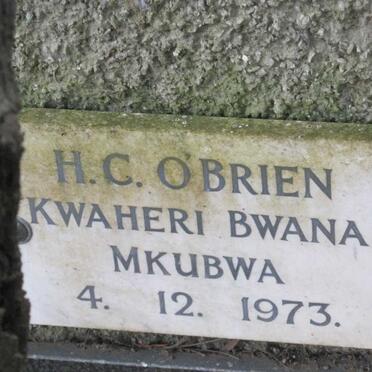 H.C. O'BRIEN
KWAHERI BWANA
MKUBWA
4. 12. 1973.